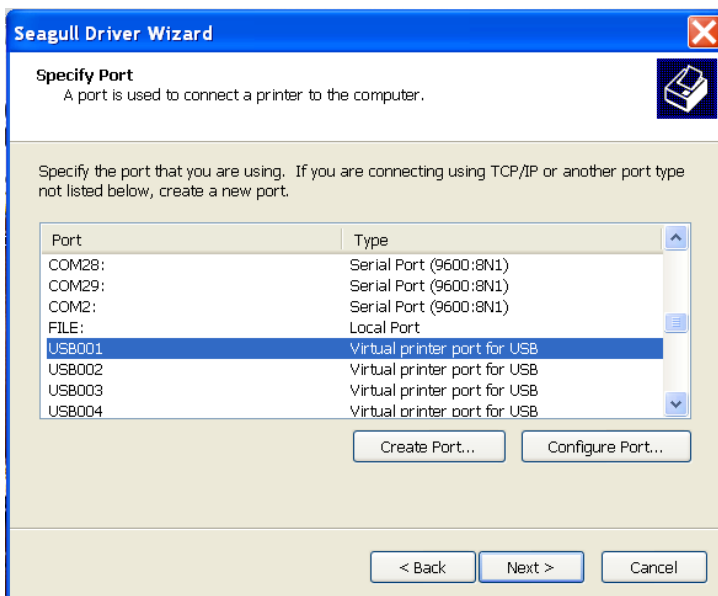 Seagull Driver Wizard
Specify Port
A port is used to connect a printer to the computer.
Specify the port that you are using. If you are connecting using TCP/IP or another port type
not listed below, create a new port.
Port Type
COM28: Serial Port (9600:8N1)
COM29: Serial Port (9600:8N1)
COM2: Serial Port (9600:8N1)
FILE: Local Port
USB001 Virtual printer port for USB
USB002 Virtual printer port for USB
USB003 Virtual printer port for USB
USB004 Virtual printer port for USB
Create Port... Configure Port...
< Back Next > Cancel